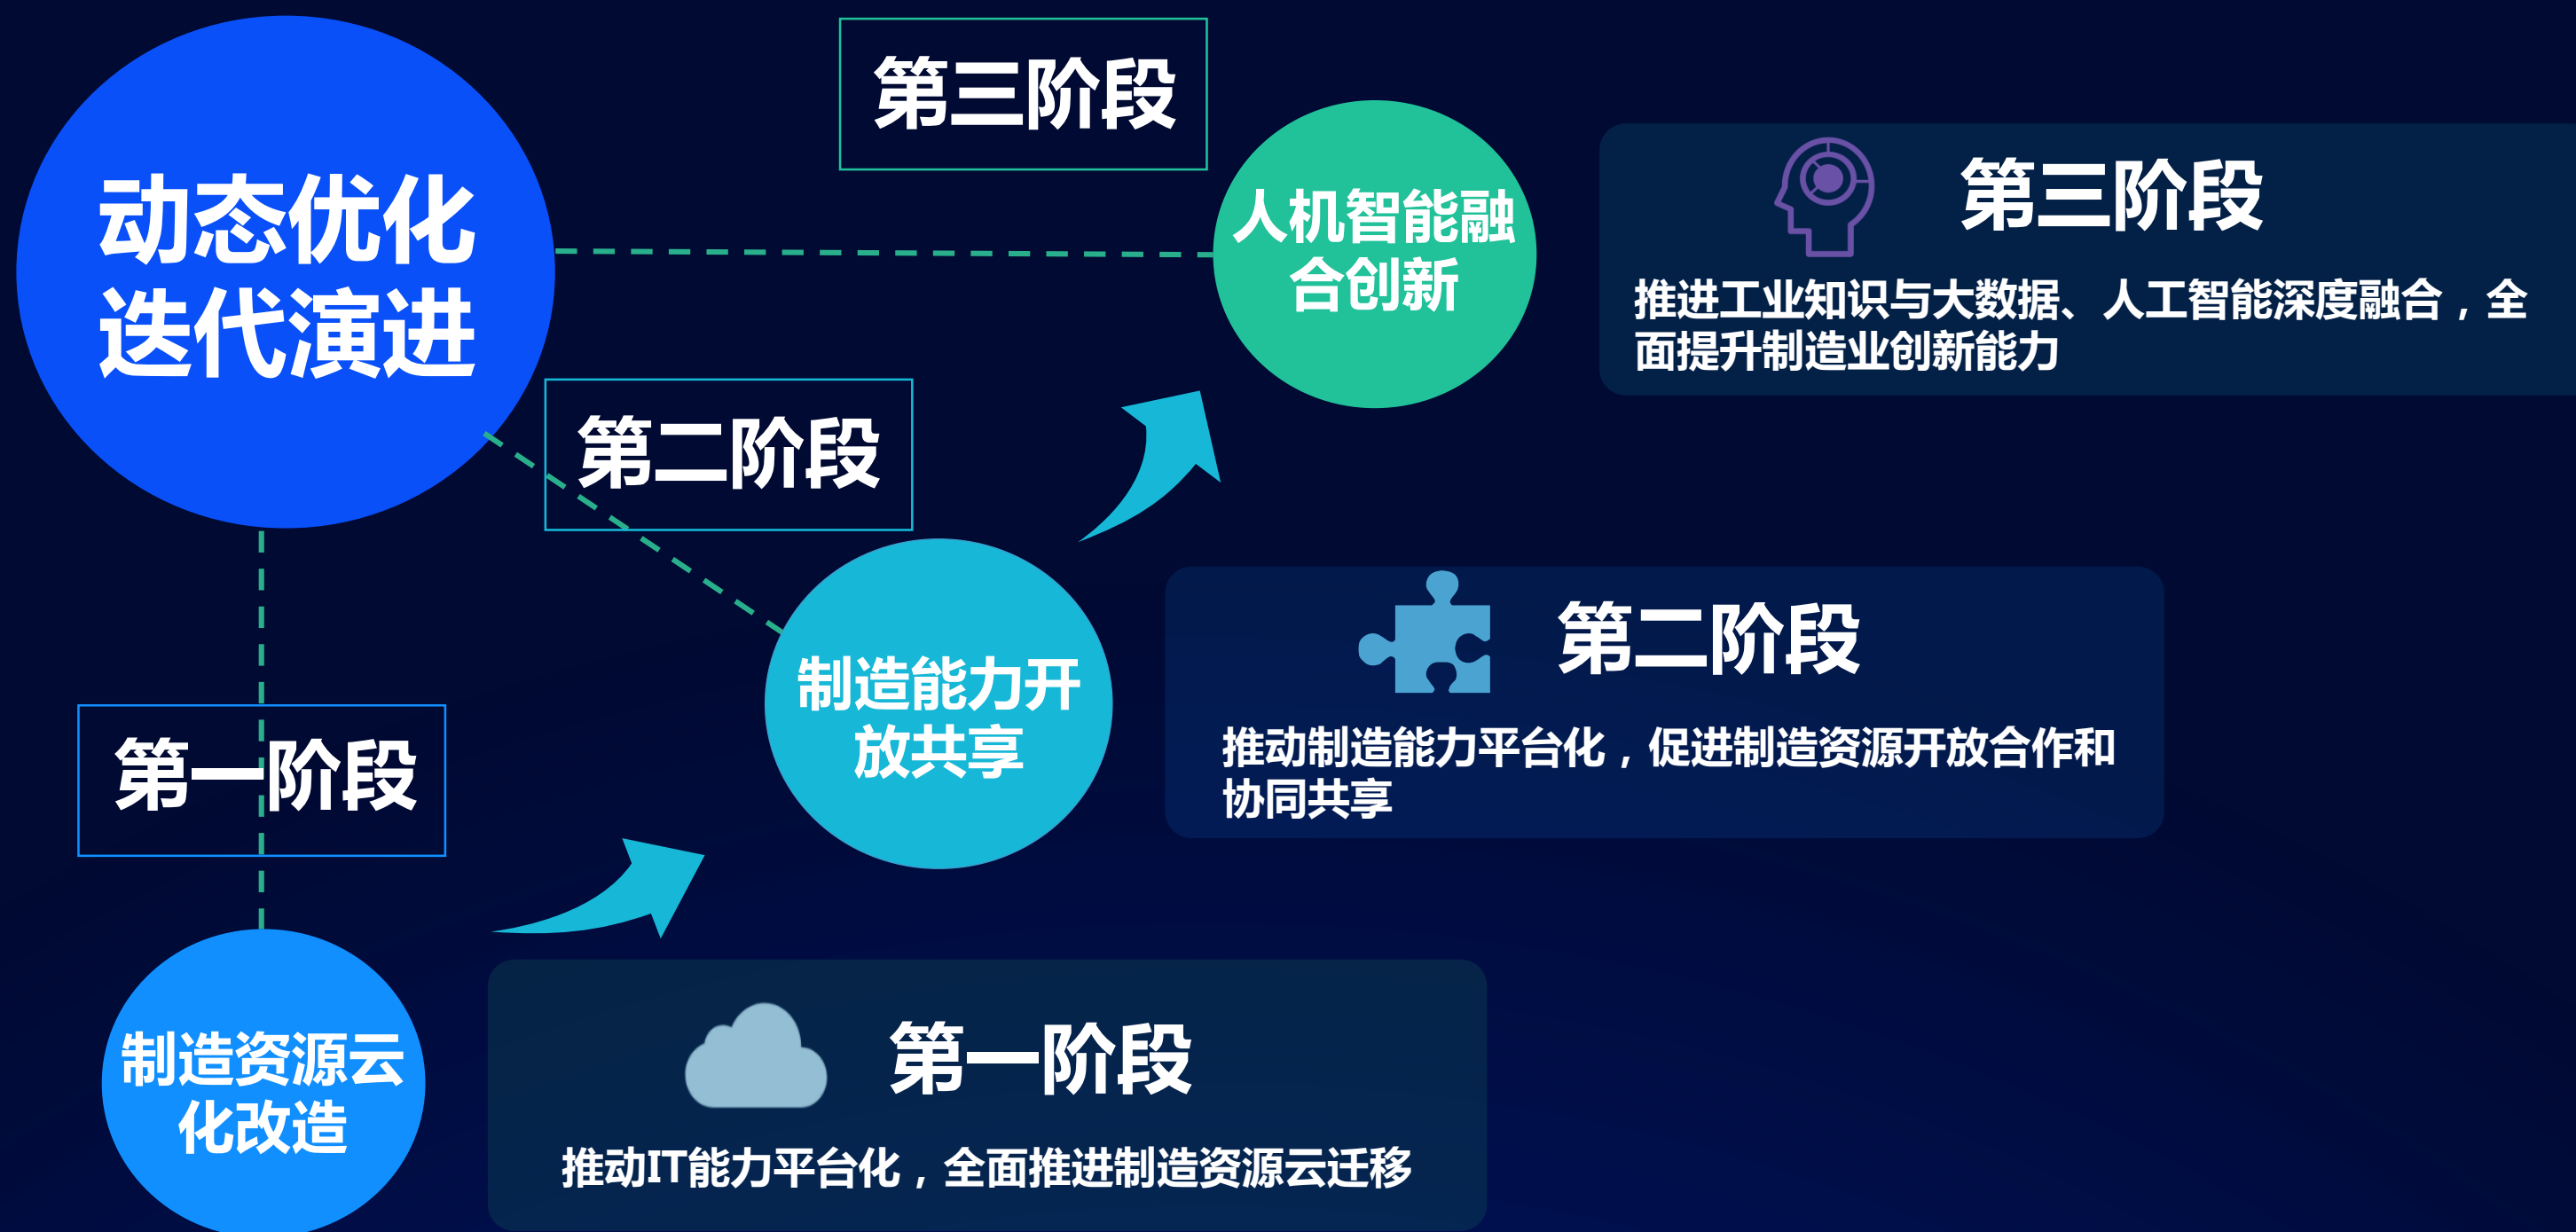 动态优化
迭代演进
第三阶段
人机智能融
合创新
第三阶段
推进工业知识与大数据、人工智能深度融合，全
面提升制造业创新能力
第二阶段
制造能力开
放共享
第二阶段
推动制造能力平台化，促进制造资源开放合作和
协同共享
第一阶段
制造资源云
化改造
第一阶段
推动IT能力平台化，全面推进制造资源云迁移